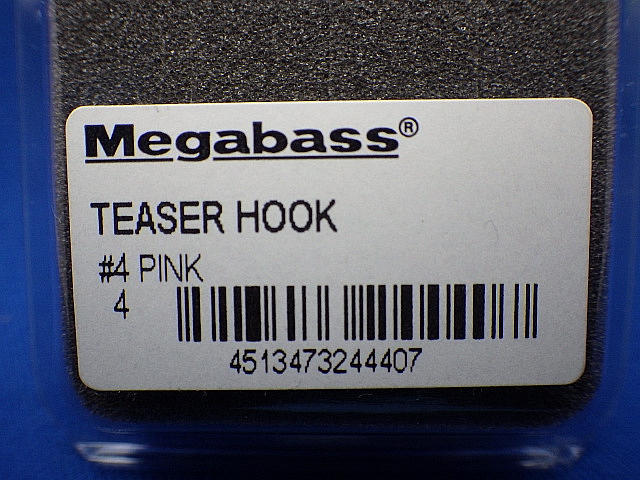 Megabass®
TEASER HOOK
#4 PINK
4
4513473244407